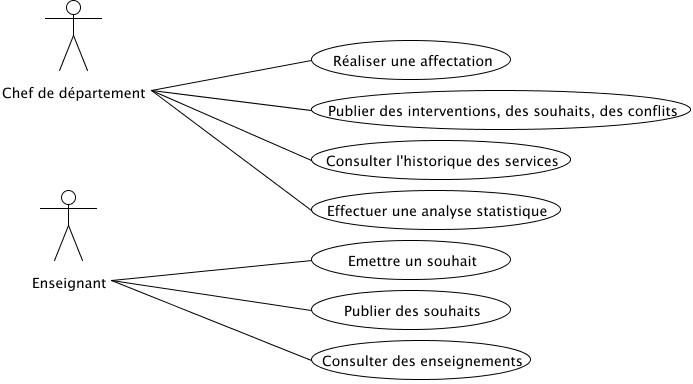 Chef de département
Réaliser une affectation
Publier des interventions, des souhaits, des conflits
Consulter l'historique des services
Effectuer une analyse statistique
Enseignant
Emettre un souhait
Publier des souhaits
Consulter des enseignements